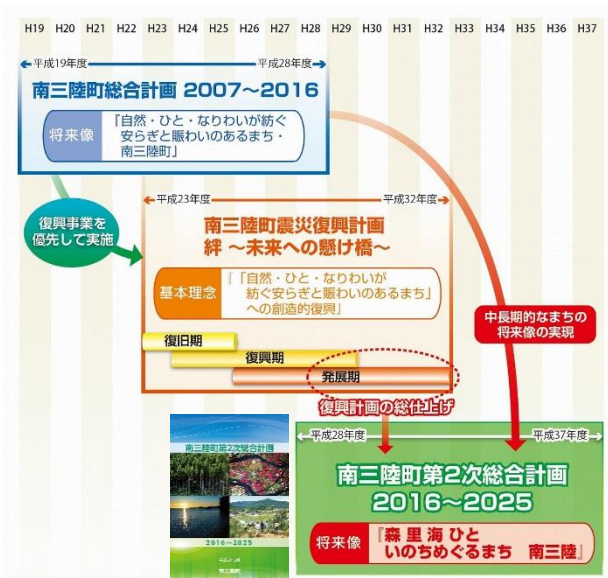 H19 H20 H21 H22 H23 H24 H25 H26 H27 H28 H29 H30 H31 H32 H33 H34 H35 H36 H37
平成19年度 平成28年度
南三陸町総合計画 2007～2016
将来像
『自然・ひと・なりわいが紡ぐ
安らぎと賑わいのあるまち・
南三陸町』
復興事業を
優先して実施
平成23年度 平成32年度
南三陸町震災復興計画
絆 ～未来への懸け橋～
基本理念
『「自然・ひと・なりわいが
紡ぐ安らぎと賑わいのあるまち」
への創造的復興』
復旧期
復興期
発展期
中長期的なまちの
将来像の実現
復興計画の総仕上げ
南三陸町第2次総合計画
2016～2025
南三陸町
平成28年度 平成37年度
南三陸町第2次総合計画
2016～2025
将来像
『森 里 海 ひと
いのちめぐるまち 南三陸』